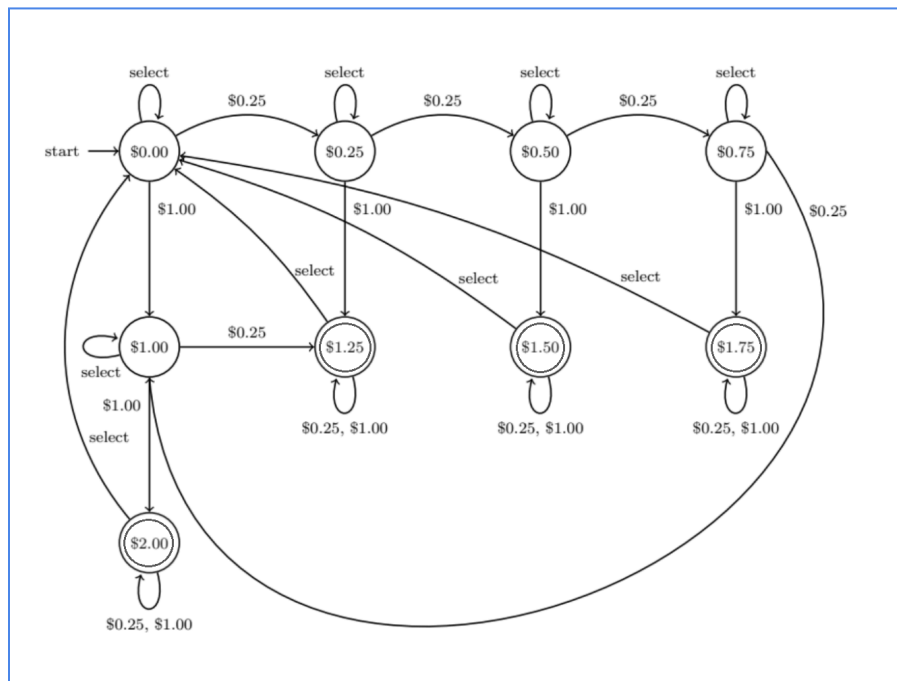 select select select select
$0.25 $0.25 $0.25
start $0.00 $0.25 $0.50 $0.75
$1.00 $1.00 $1.00 $1.00 $0.25
select select select
$0.25
$1.00 $1.25 $1.50 $1.75
select
$1.00
$0.25, $1.00 $0.25, $1.00 $0.25, $1.00
select
$2.00
$0.25, $1.00